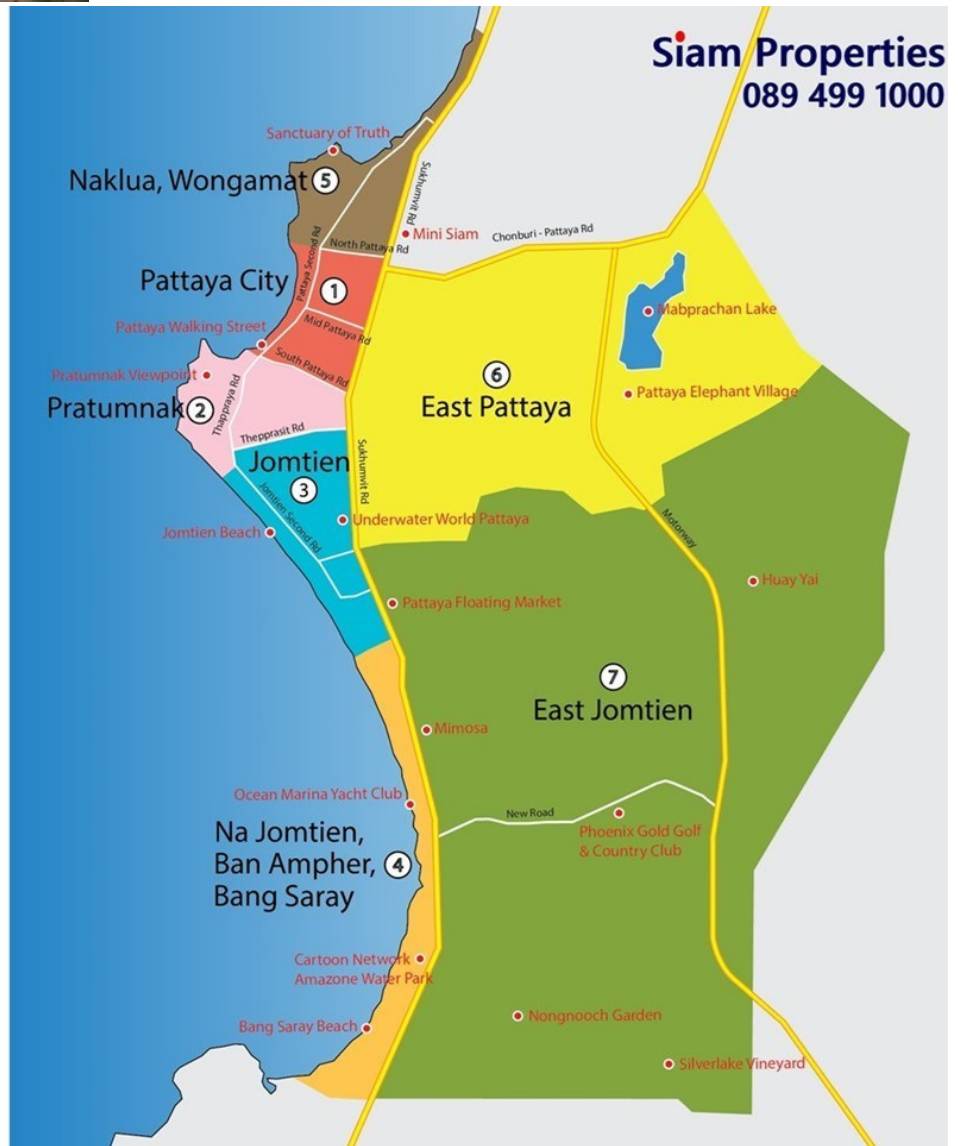 Siam Properties
089 499 1000
Sanctuary of Truth
Naklua, Wongamat 5
Sukhumvit Rd
Mini Siam
Chonburi - Pattaya Rd
North Pattaya Rd
Pattaya Second Rd
Pattaya City
1
Mabprachan Lake
Mid Pattaya Rd
Pattaya Walking Street
South Pattaya Rd
Pratumnak Viewpoint
6
East Pattaya
Pattaya Elephant Village
Pratumnak 2
Thappraya Rd
Thepprasit Rd
Jomtien
3
Sukhumvit Rd
Jomtien Second Rd
Underwater World Pattaya
Jomtien Beach
Motorway
Huay Yai
Pattaya Floating Market
7
East Jomtien
Mimosa
Ocean Marina Yacht Club
New Road
Phoenix Gold Golf
& Country Club
Na Jomtien,
Ban Ampher,
Bang Saray
4
Cartoon Network
Amazone Water Park
Bang Saray Beach
Nongnooch Garden
Silverlake Vineyard